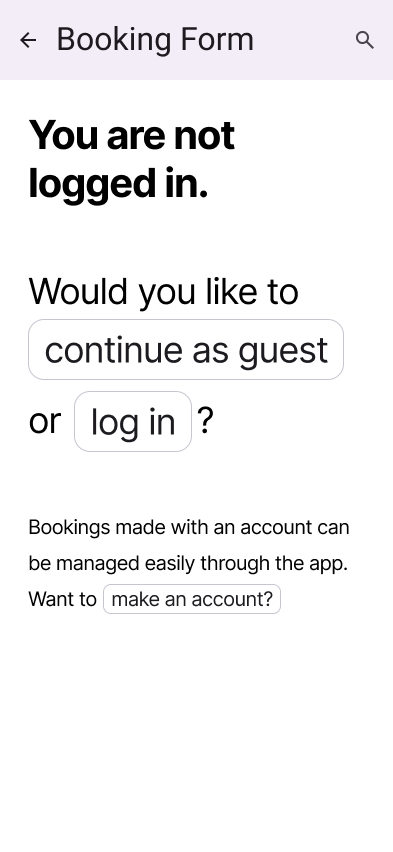 Booking Form
You are not
logged in.
Would you like to
continue as guest
or log in ?
Bookings made with an account can
be managed easily through the app.
Want to make an account?